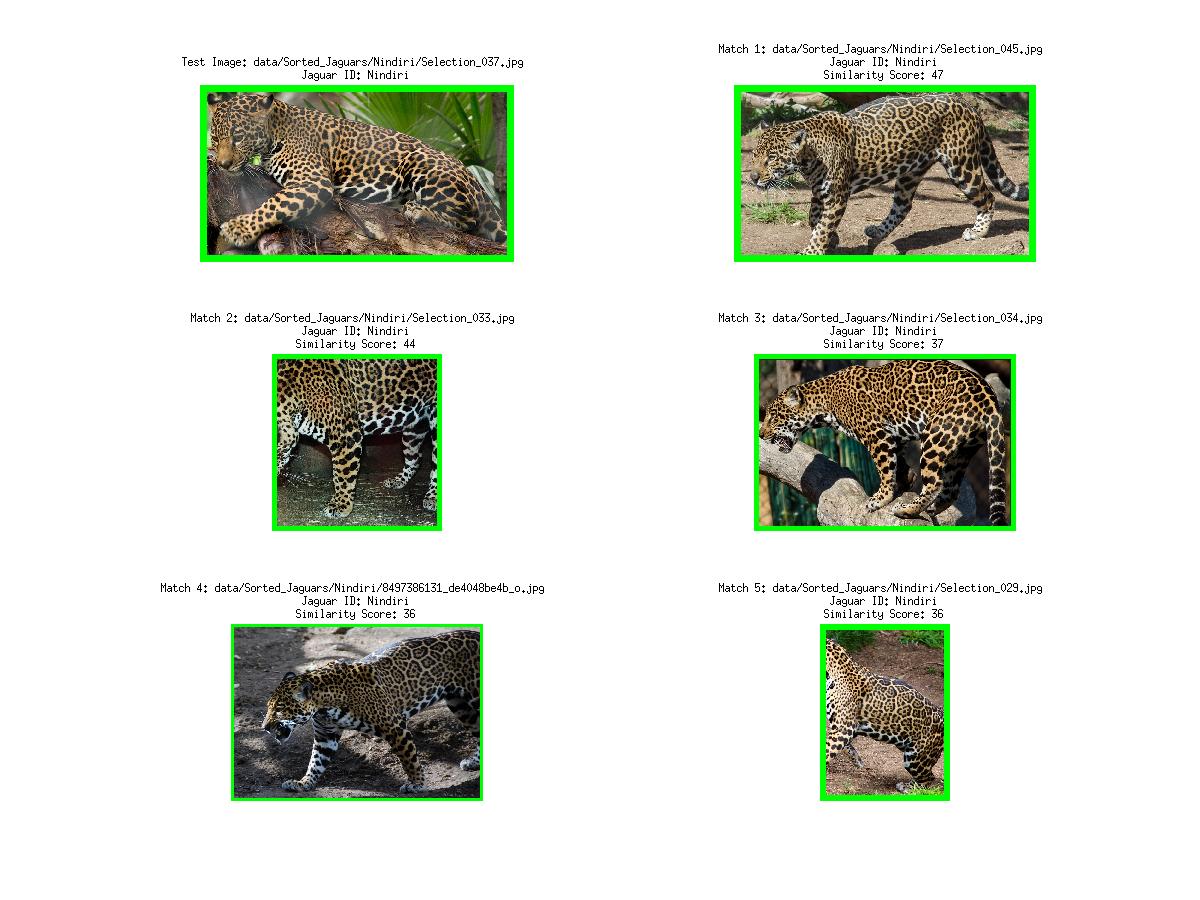 Test Image: data/Sorted_Jaguars/Nindiri/Selection_037.jpg
Jaguar ID: Nindiri
Match 1: data/Sorted_Jaguars/Nindiri/Selection_045.jpg
Jaguar ID: Nindiri
Similarity Score: 47
Match 2: data/Sorted_Jaguars/Nindiri/Selection_033.jpg
Jaguar ID: Nindiri
Similarity Score: 44
Match 3: data/Sorted_Jaguars/Nindiri/Selection_034.jpg
Jaguar ID: Nindiri
Similarity Score: 37
Match 4: data/Sorted_Jaguars/Nindiri/8497386131_de4048be4b_o.jpg
Jaguar ID: Nindiri
Similarity Score: 36
Match 5: data/Sorted_Jaguars/Nindiri/Selection_029.jpg
Jaguar ID: Nindiri
Similarity Score: 36